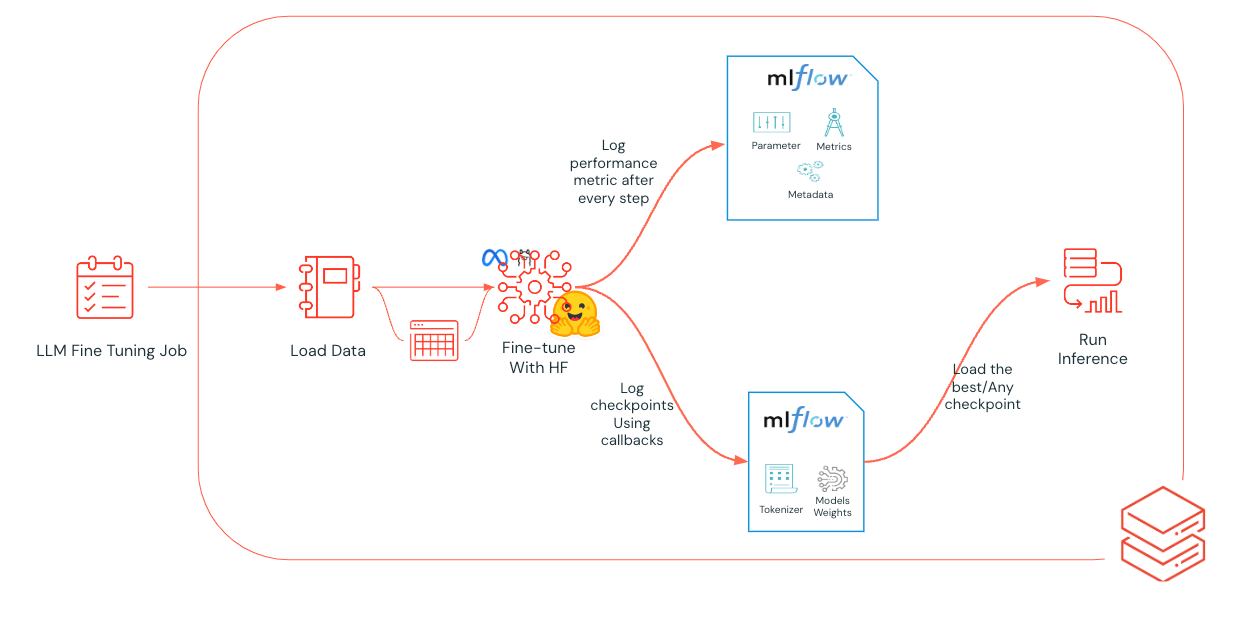 LLM Fine Tuning Job
Load Data
Fine-tune
With HF
Log
performance
metric after
every step
mlflow
Parameter
Metrics
Metadata
Log
checkpoints
Using
callbacks
mlflow
Tokenizer
Models
Weights
Load the
best/Any
checkpoint
Run
Inference